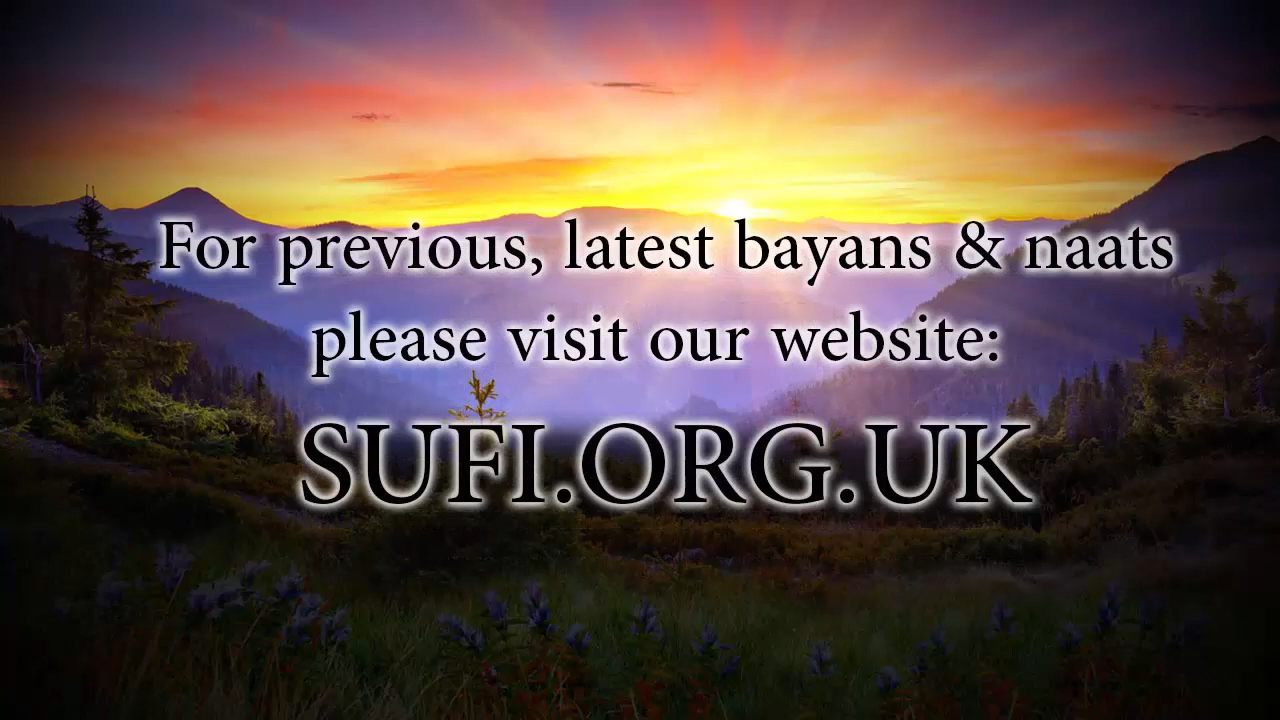 For previous, latest bayans & naats
please visit our website:
SUFI.ORG.UK